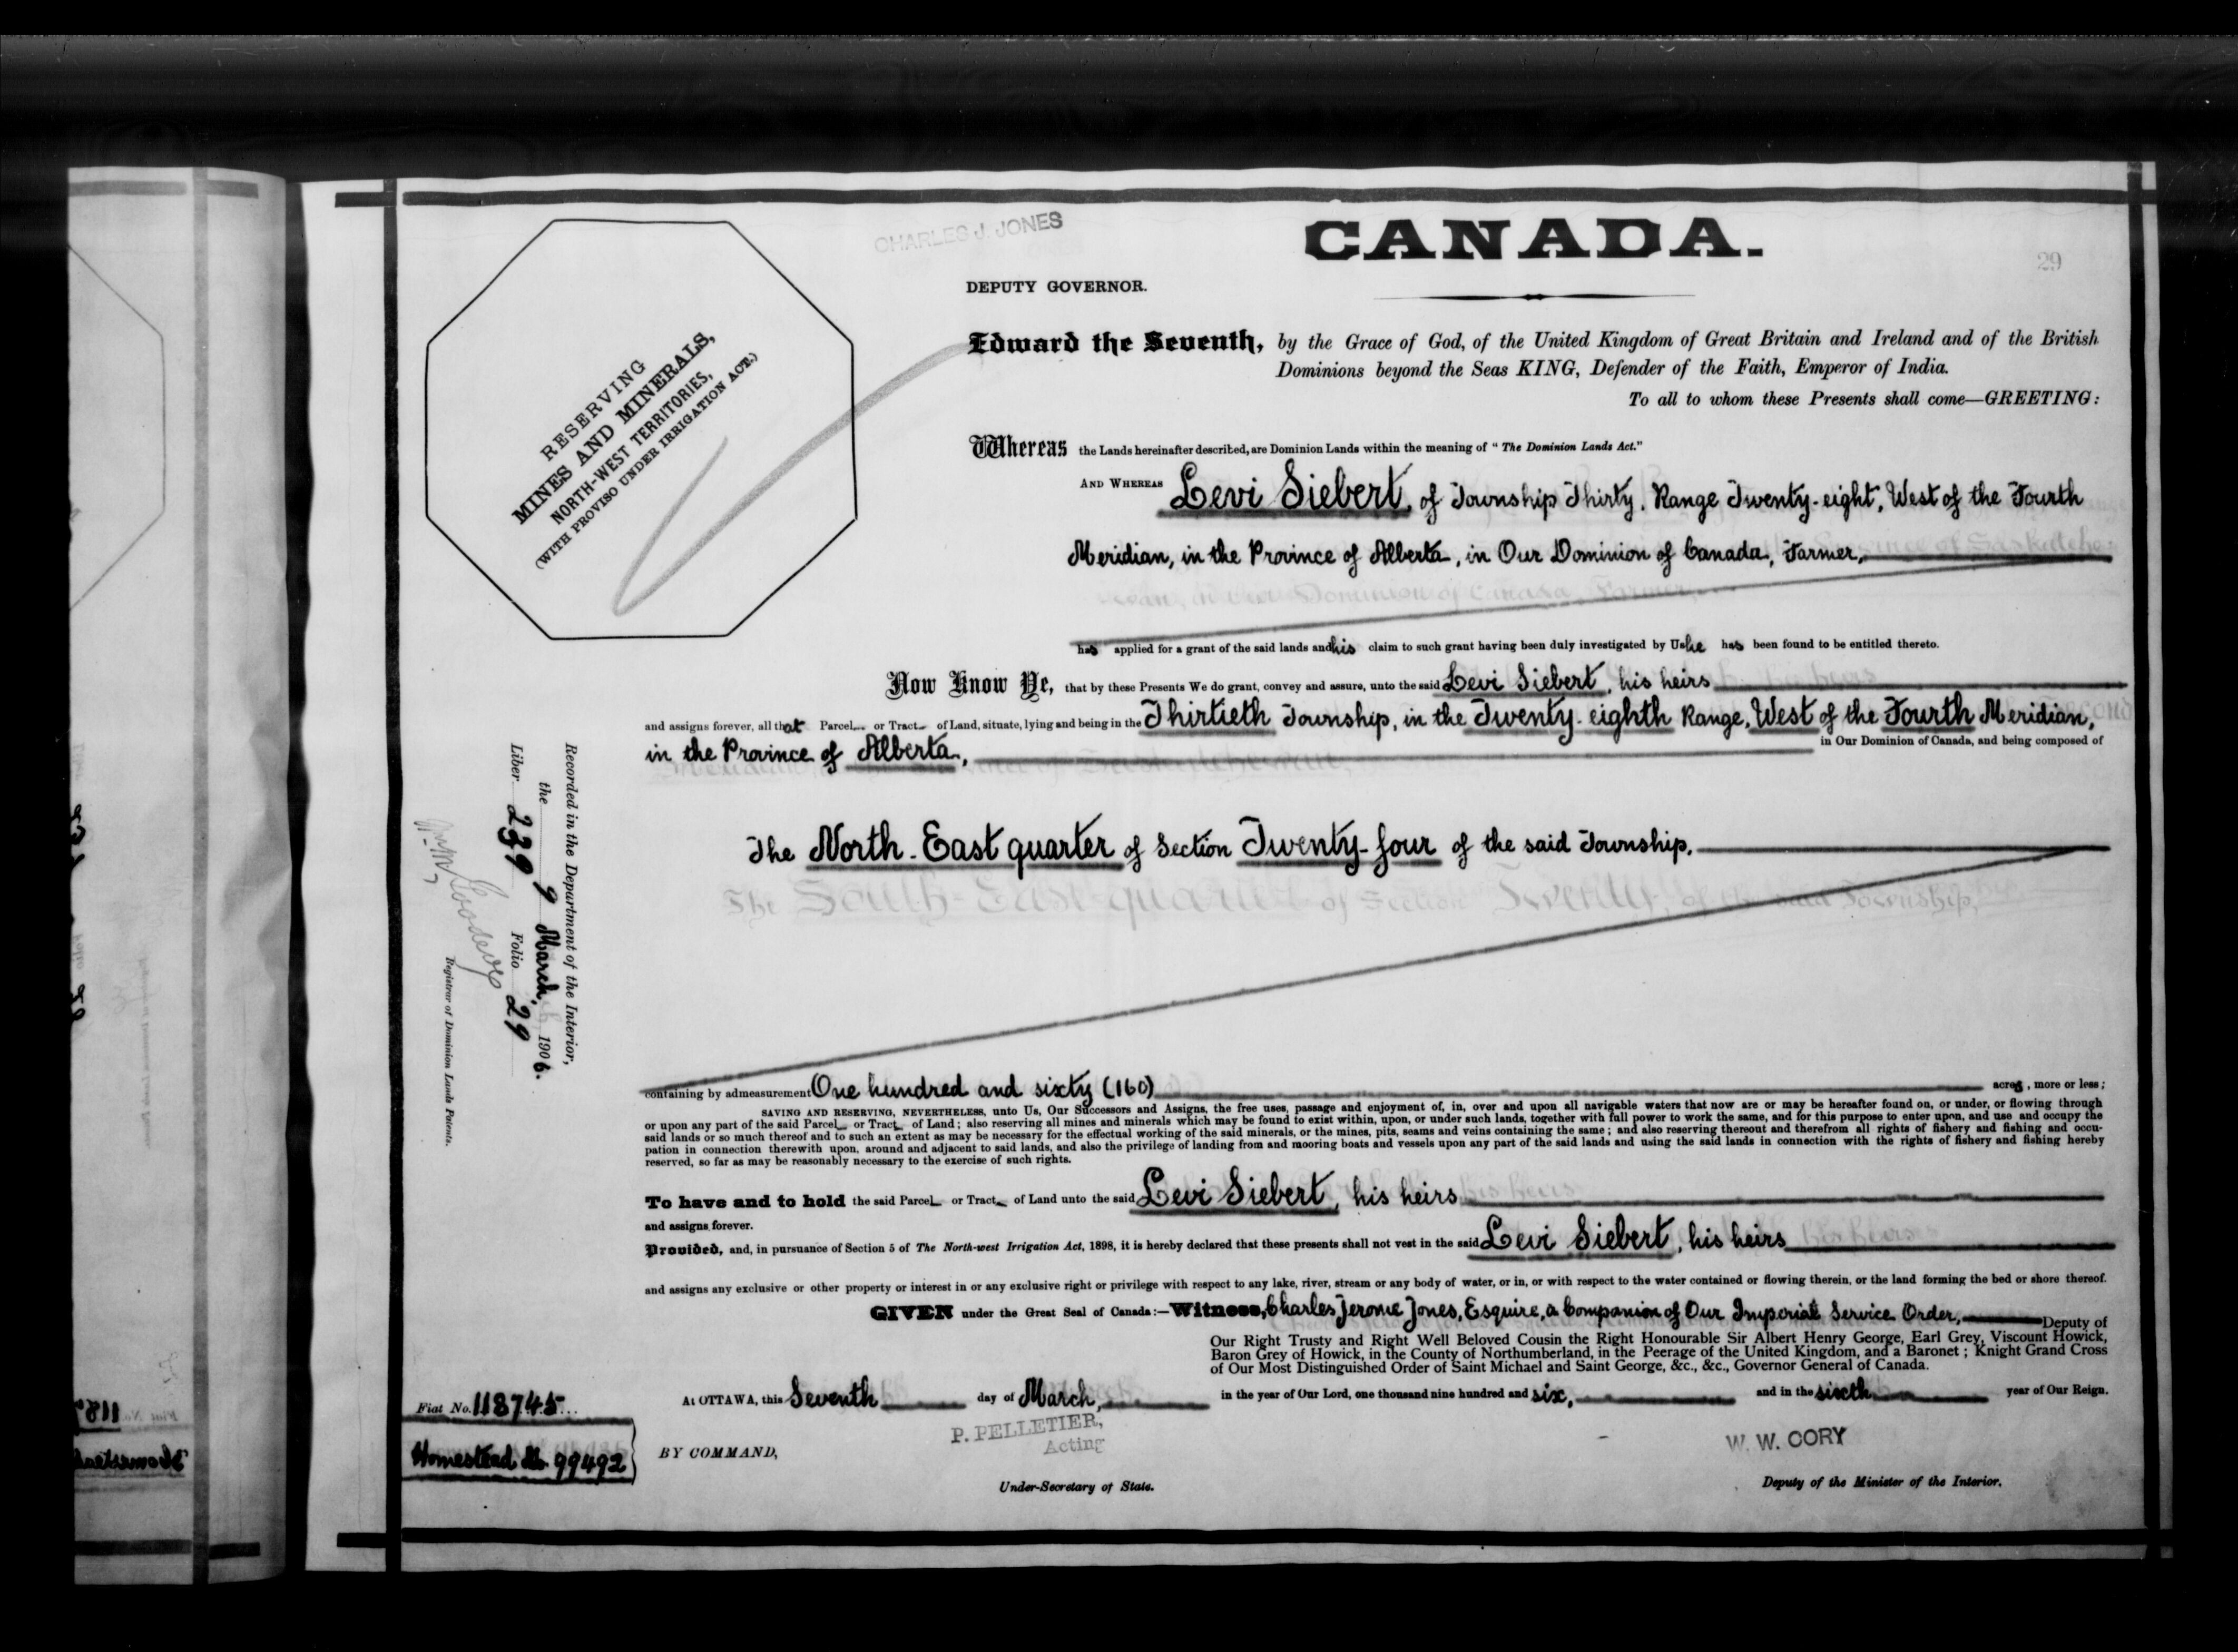 CHARLES J. JONES
CANADA.
29
DEPUTY GOVERNOR.
RESERVING
MINES AND MINERALS,
NORTH-WEST TERRITORIES,
(WITH PROVISO UNDER IRRIGATION ACT.)
Edward the Seventh, by the Grace of God, of the United Kingdom of Great Britain and Ireland and of the British
Dominions beyond the Seas KING, Defender of the Faith, Emperor of India.
To all to whom these Presents shall come—GREETING:
Whereas the Lands hereinafter described, are Dominion Lands within the meaning of "The Dominion Lands Act."
AND WHEREAS Levi Siebert, of Township Thirty, Range Twenty-eight, West of the Fourth
Meridian, in the Province of Alberta, in Our Dominion of Canada, Farmer,
has applied for a grant of the said lands and his claim to such grant having been duly investigated by Us he has been found to be entitled thereto.
Now Know Ye, that by these Presents We do grant, convey and assure, unto the said Levi Siebert, his heirs
and assigns forever, all that Parcel or Tract of Land, situate, lying and being in the Thirtieth Township, in the Twenty-eighth Range, West of the Fourth Meridian,
in the Province of Alberta, in Our Dominion of Canada, and being composed of
The North-East quarter of Section Twenty-four of the said Township.
Recorded in the Department of the Interior,
the 9 March, 1906.
Liber 239 Folio 29
Registrar of Dominion Lands Patents.
containing by admeasurement One hundred and sixty (160) acres, more or less;
SAVING AND RESERVING, NEVERTHELESS, unto Us, Our Successors and Assigns, the free uses, passage and enjoyment of, in, over and upon all navigable waters that now are or may be hereafter found on, or under, or flowing through
or upon any part of the said Parcel or Tract of Land; also reserving all mines and minerals which may be found to exist within, upon, or under such lands, together with full power to work the same, and for this purpose to enter upon, and use and occupy the
said lands or so much thereof and to such an extent as may be necessary for the effectual working of the said minerals, or the mines, pits, seams and veins containing the same; and also reserving thereout and therefrom all rights of fishery and fishing and occu-
pation in connection therewith upon, around and adjacent to said lands, and also the privilege of landing from and mooring boats and vessels upon any part of the said lands and using the said lands in connection with the rights of fishery and fishing hereby
reserved, so far as may be reasonably necessary to the exercise of such rights.
To have and to hold the said Parcel or Tract of Land unto the said Levi Siebert, his heirs
and assigns forever.
Provided, and, in pursuance of Section 5 of The North-west Irrigation Act, 1898, it is hereby declared that these presents shall not vest in the said Levi Siebert, his heirs
and assigns any exclusive or other property or interest in or any exclusive right or privilege with respect to any lake, river, stream or any body of water, or in, or with respect to the water contained or flowing therein, or the land forming the bed or shore thereof.
GIVEN under the Great Seal of Canada:—Witness, Charles Jerome Jones, Esquire, a Companion of Our Imperial Service Order, Deputy of
Our Right Trusty and Right Well Beloved Cousin the Right Honourable Sir Albert Henry George, Earl Grey, Viscount Howick,
Baron Grey of Howick, in the County of Northumberland, in the Peerage of the United Kingdom, and a Baronet; Knight Grand Cross
of Our Most Distinguished Order of Saint Michael and Saint George, &c., &c., Governor General of Canada.
At OTTAWA, this Seventh day of March, in the year of Our Lord, one thousand nine hundred and six, and in the sixth year of Our Reign.
Fiat No. 118745
Homestead No. 99492
BY COMMAND,
P. PELLETIER,
Acting
Under-Secretary of State.
W. W. CORY
Deputy of the Minister of the Interior.